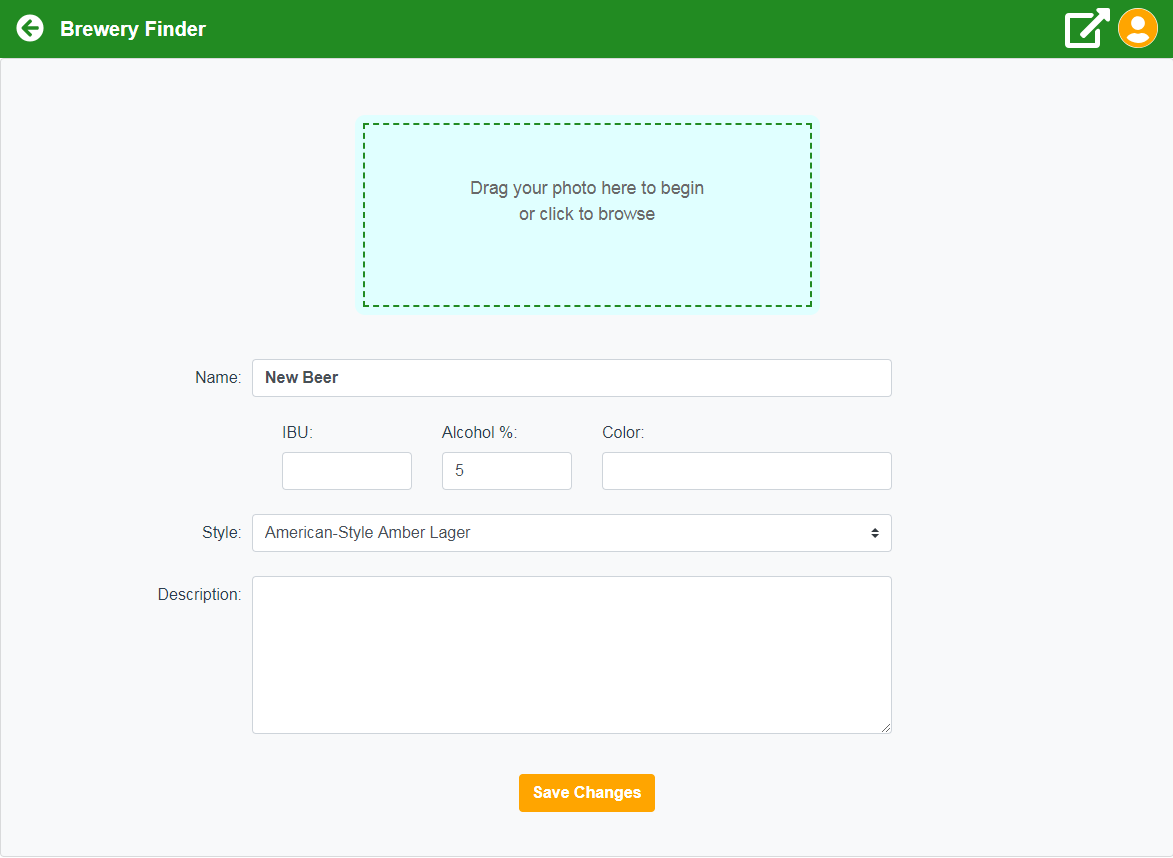 Brewery Finder
Drag your photo here to begin
or click to browse
Name: New Beer
IBU: Alcohol %: Color:
5
Style: American-Style Amber Lager
Description:
Save Changes